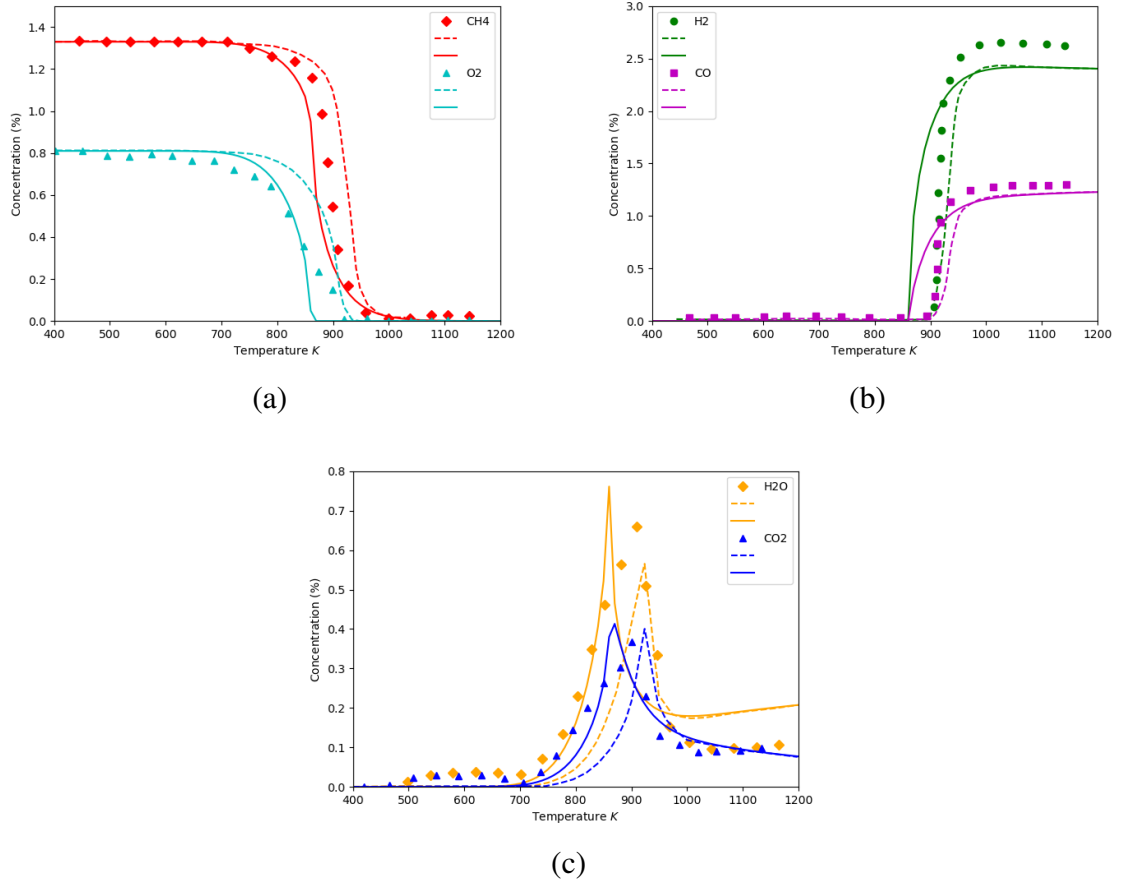 CH4
O2
1.4
1.2
1.0
0.8
0.6
0.4
0.2
0.0
Concentration (%)
400 500 600 700 800 900 1000 1100 1200
Temperature K
(a)
H2
CO
3.0
2.5
2.0
1.5
1.0
0.5
0.0
Concentration (%)
400 500 600 700 800 900 1000 1100 1200
Temperature K
(b)
H2O
CO2
0.8
0.7
0.6
0.5
0.4
0.3
0.2
0.1
0.0
Concentration (%)
400 500 600 700 800 900 1000 1100 1200
Temperature K
(c)